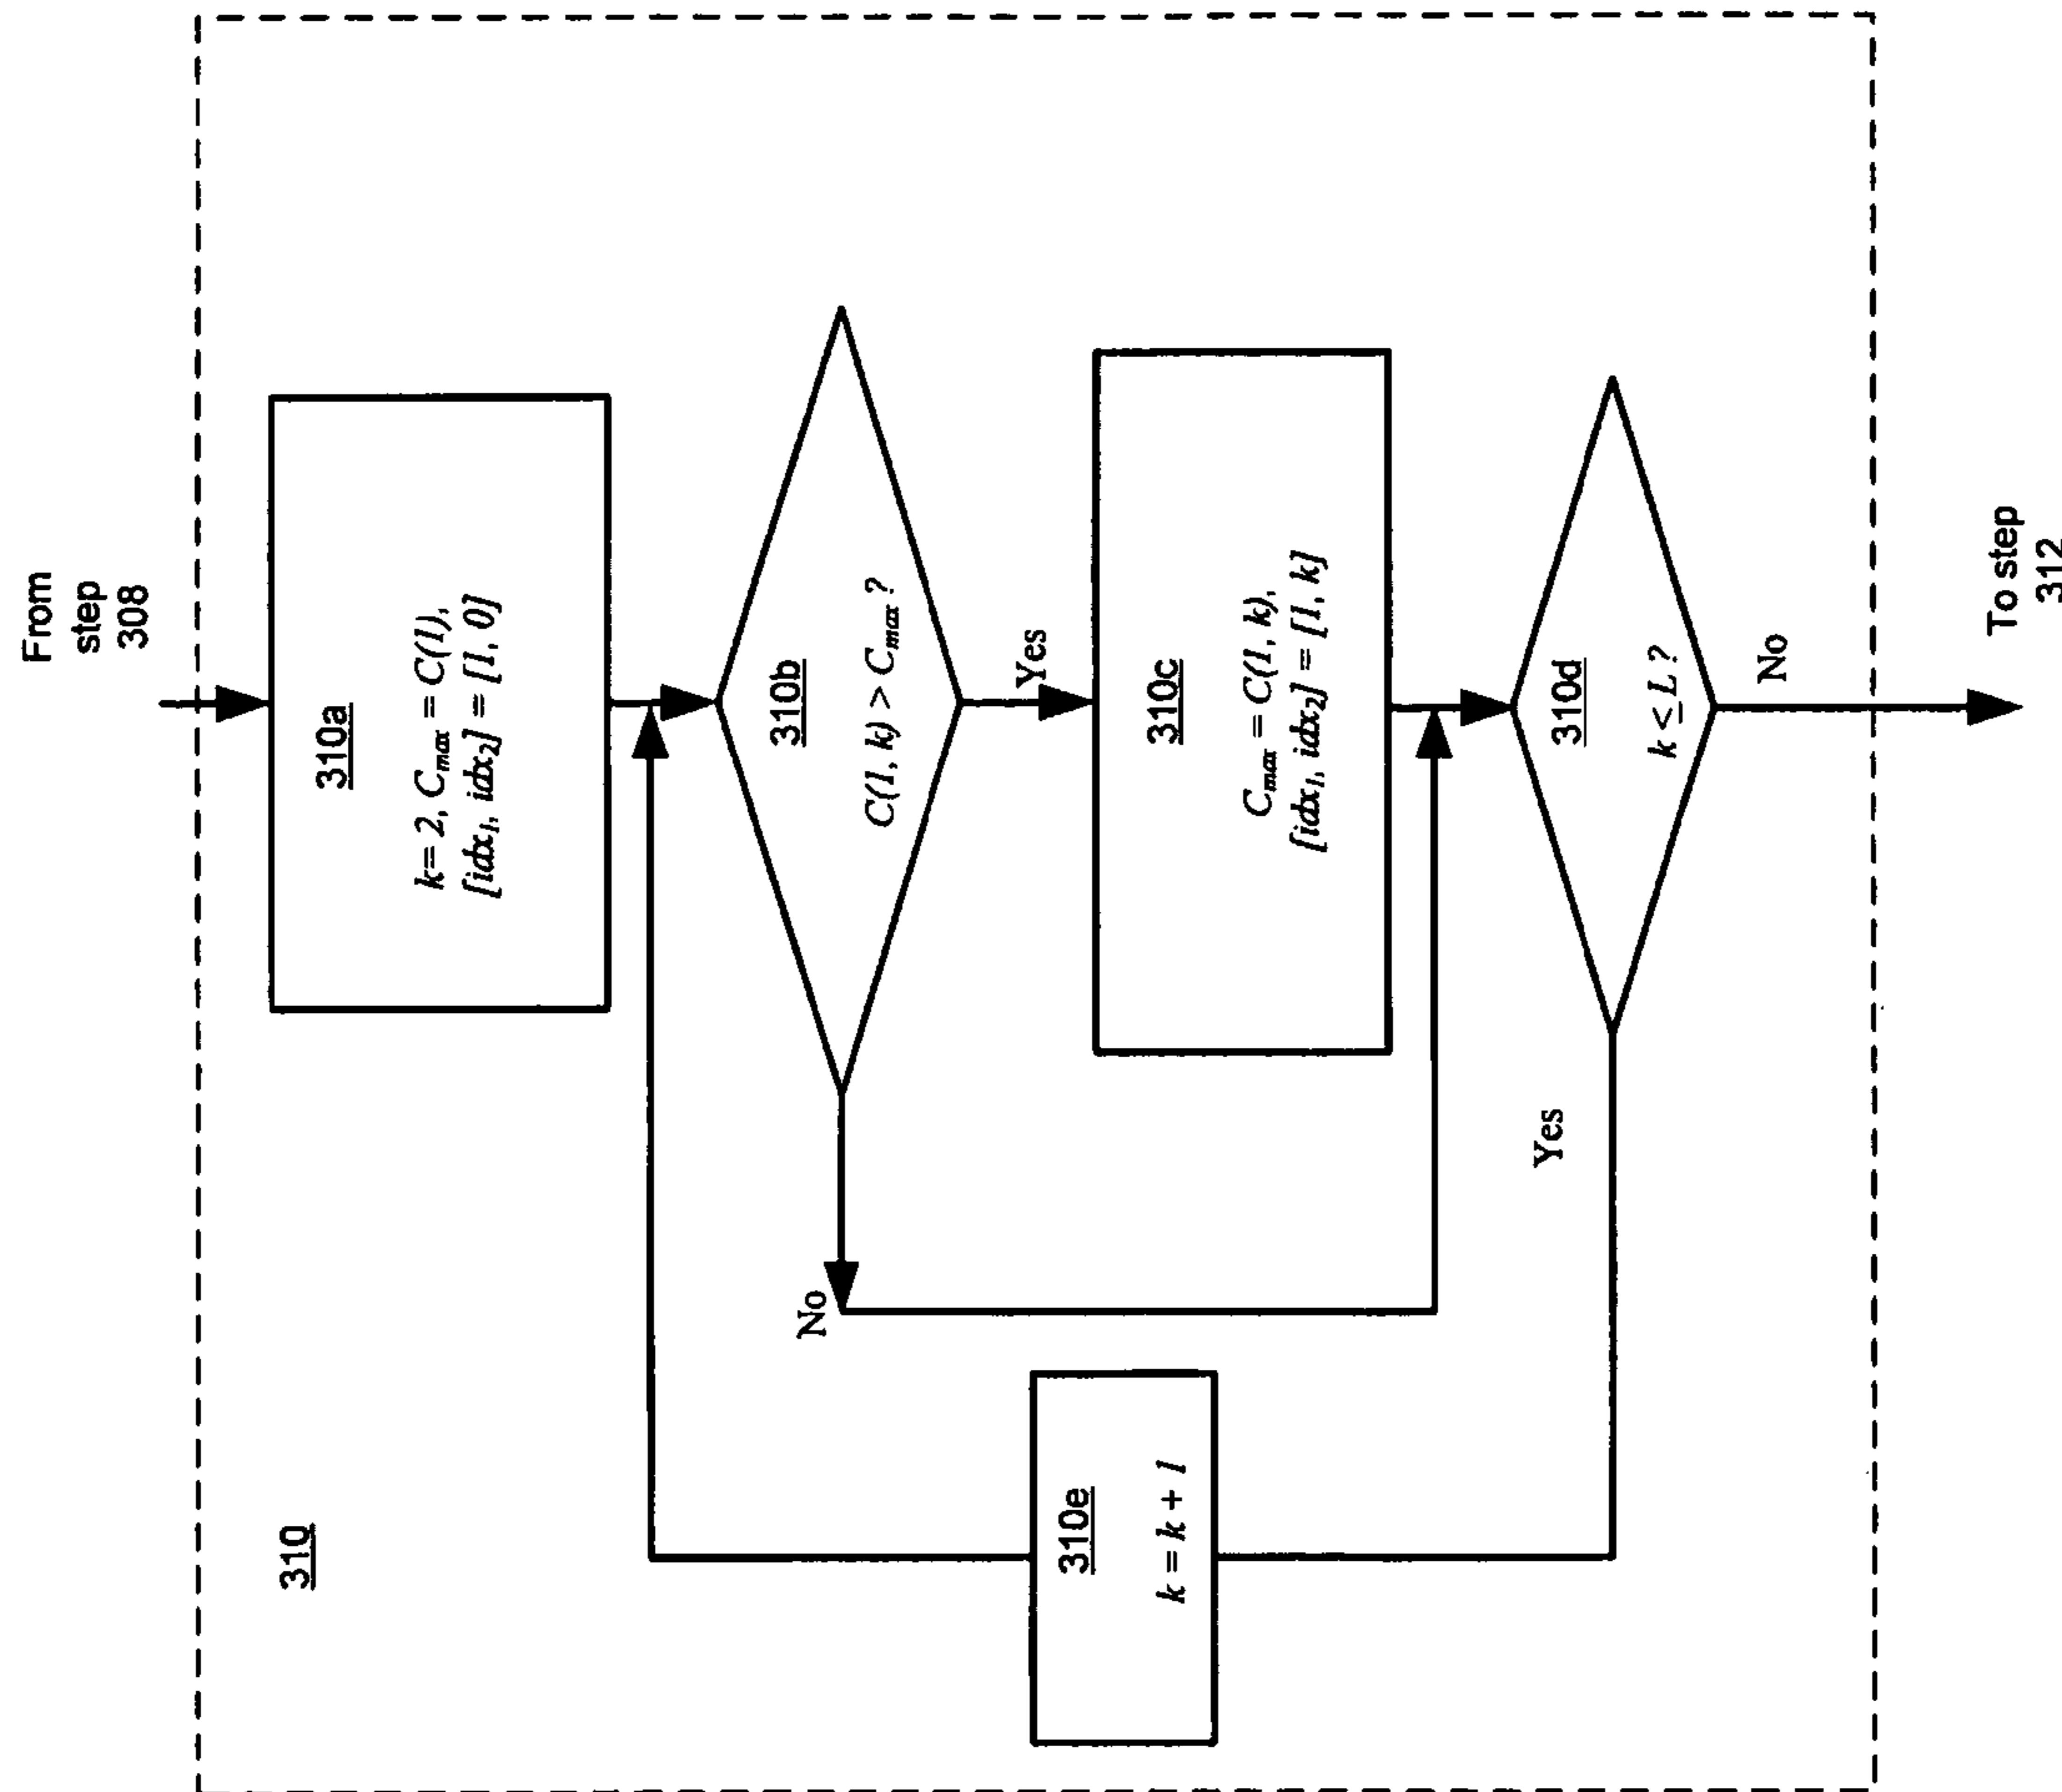 From
step
308
310
310a
k= 2, Cmax = C(1),
[idx1, idx2] = [1, 0]
310b
C(1, k) > Cmax?
Yes
No
310c
Cmax = C(1, k),
[idx1, idx2] = [1, k]
310d
k ≤ L?
Yes
No
310e
k = k + 1
To step
312